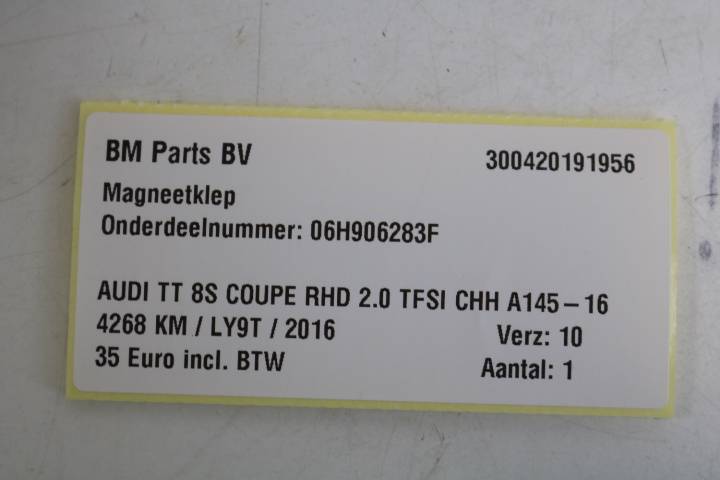 BM Parts BV 300420191956
Magneetklep
Onderdeelnummer: 06H906283F
AUDI TT 8S COUPE RHD 2.0 TFSI CHH A145-16
4268 KM / LY9T / 2016 Verz: 10
35 Euro incl. BTW Aantal: 1